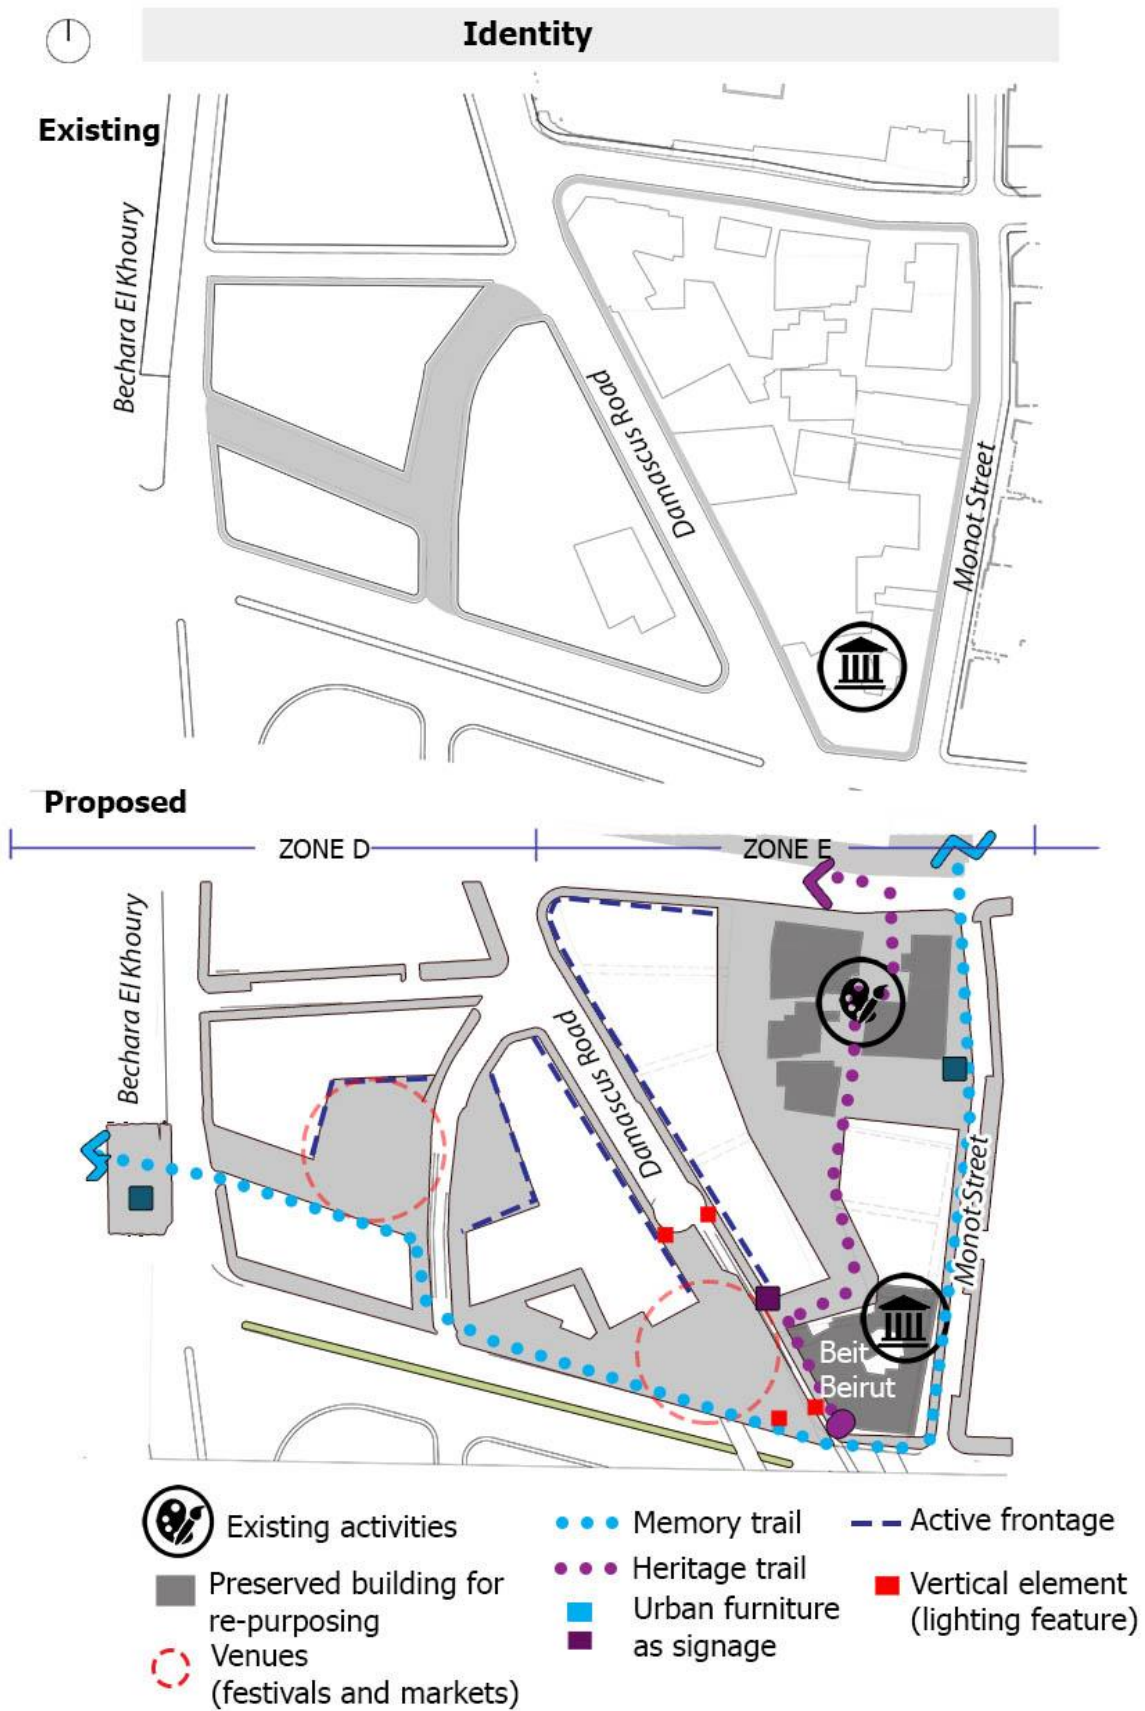 Identity
Existing
Bechara El Khoury
Damascus Road
Monot Street
Proposed
ZONE D
ZONE E
Bechara El Khoury
Damascus Road
Monot Street
Beit
Beirut
Existing activities
Memory trail
Active frontage
Heritage trail
Preserved building for
re-purposing
Urban furniture
as signage
Vertical element
(lighting feature)
Venues
(festivals and markets)